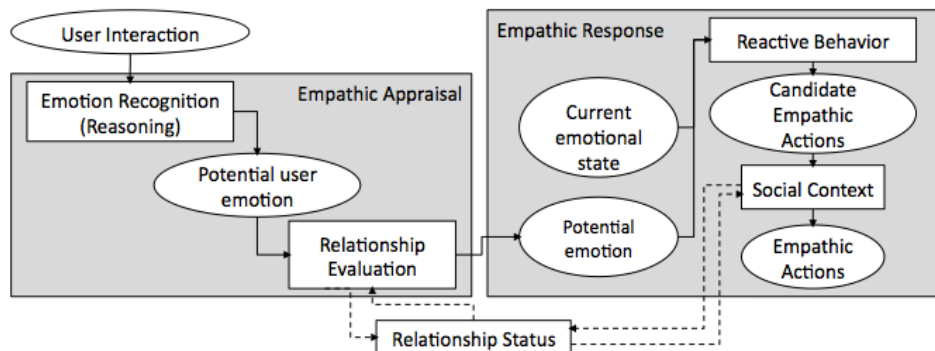 User Interaction
Empathic Appraisal
Emotion Recognition
(Reasoning)
Potential user
emotion
Relationship
Evaluation
Empathic Response
Reactive Behavior
Current
emotional
state
Candidate
Empathic
Actions
Potential
emotion
Social Context
Empathic
Actions
Relationship Status